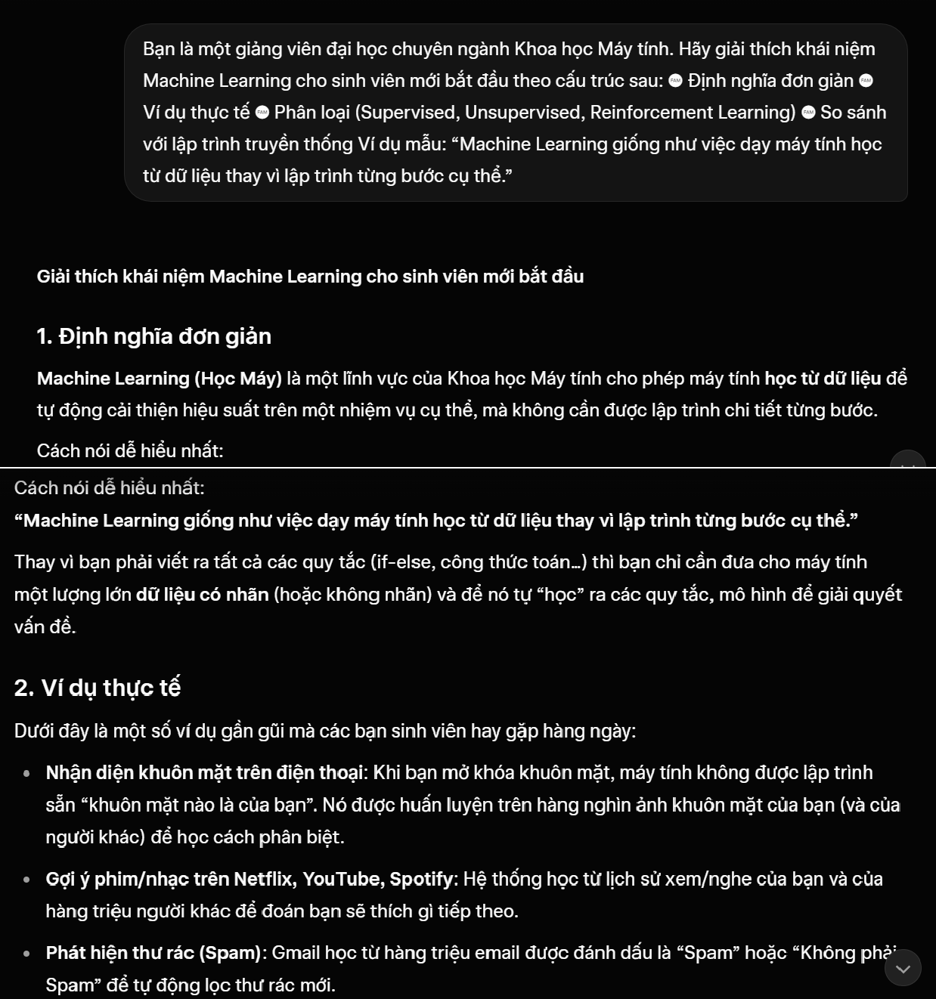 Bạn là một giảng viên đại học chuyên ngành Khoa học Máy tính. Hãy giải thích khái niệm
Machine Learning cho sinh viên mới bắt đầu theo cấu trúc sau: FAM Định nghĩa đơn giản FAM
Ví dụ thực tế FAM Phân loại (Supervised, Unsupervised, Reinforcement Learning) FAM So sánh
với lập trình truyền thống Ví dụ mẫu: “Machine Learning giống như việc dạy máy tính học
từ dữ liệu thay vì lập trình từng bước cụ thể.”
Giải thích khái niệm Machine Learning cho sinh viên mới bắt đầu
1. Định nghĩa đơn giản
Machine Learning (Học Máy) là một lĩnh vực của Khoa học Máy tính cho phép máy tính học từ dữ liệu để
tự động cải thiện hiệu suất trên một nhiệm vụ cụ thể, mà không cần được lập trình chi tiết từng bước.
Cách nói dễ hiểu nhất:
Cách nói dễ hiểu nhất:
“Machine Learning giống như việc dạy máy tính học từ dữ liệu thay vì lập trình từng bước cụ thể.”
Thay vì bạn phải viết ra tất cả các quy tắc (if-else, công thức toán…) thì bạn chỉ cần đưa cho máy tính
một lượng lớn dữ liệu có nhãn (hoặc không nhãn) và để nó tự “học” ra các quy tắc, mô hình để giải quyết
vấn đề.
2. Ví dụ thực tế
Dưới đây là một số ví dụ gần gũi mà các bạn sinh viên hay gặp hàng ngày:
• Nhận diện khuôn mặt trên điện thoại: Khi bạn mở khóa khuôn mặt, máy tính không được lập trình
sẵn “khuôn mặt nào là của bạn”. Nó được huấn luyện trên hàng nghìn ảnh khuôn mặt của bạn (và của
người khác) để học cách phân biệt.
• Gợi ý phim/nhạc trên Netflix, YouTube, Spotify: Hệ thống học từ lịch sử xem/nghe của bạn và của
hàng triệu người khác để đoán bạn sẽ thích gì tiếp theo.
• Phát hiện thư rác (Spam): Gmail học từ hàng triệu email được đánh dấu là “Spam” hoặc “Không phải
Spam” để tự động lọc thư rác mới.